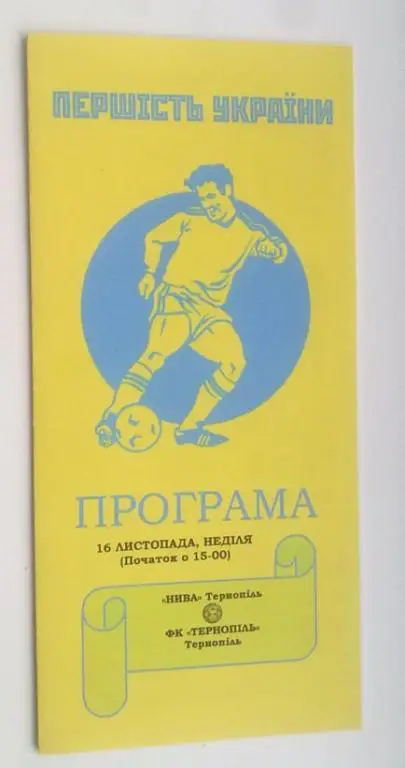 ПЕРШІСТЬ УКРАЇНИ
ПРОГРАМА
16 ЛИСТОПАДА, НЕДІЛЯ
(Початок о 15-00)
«НИВА» Тернопіль
ФК «ТЕРНОПІЛЬ»
Тернопіль